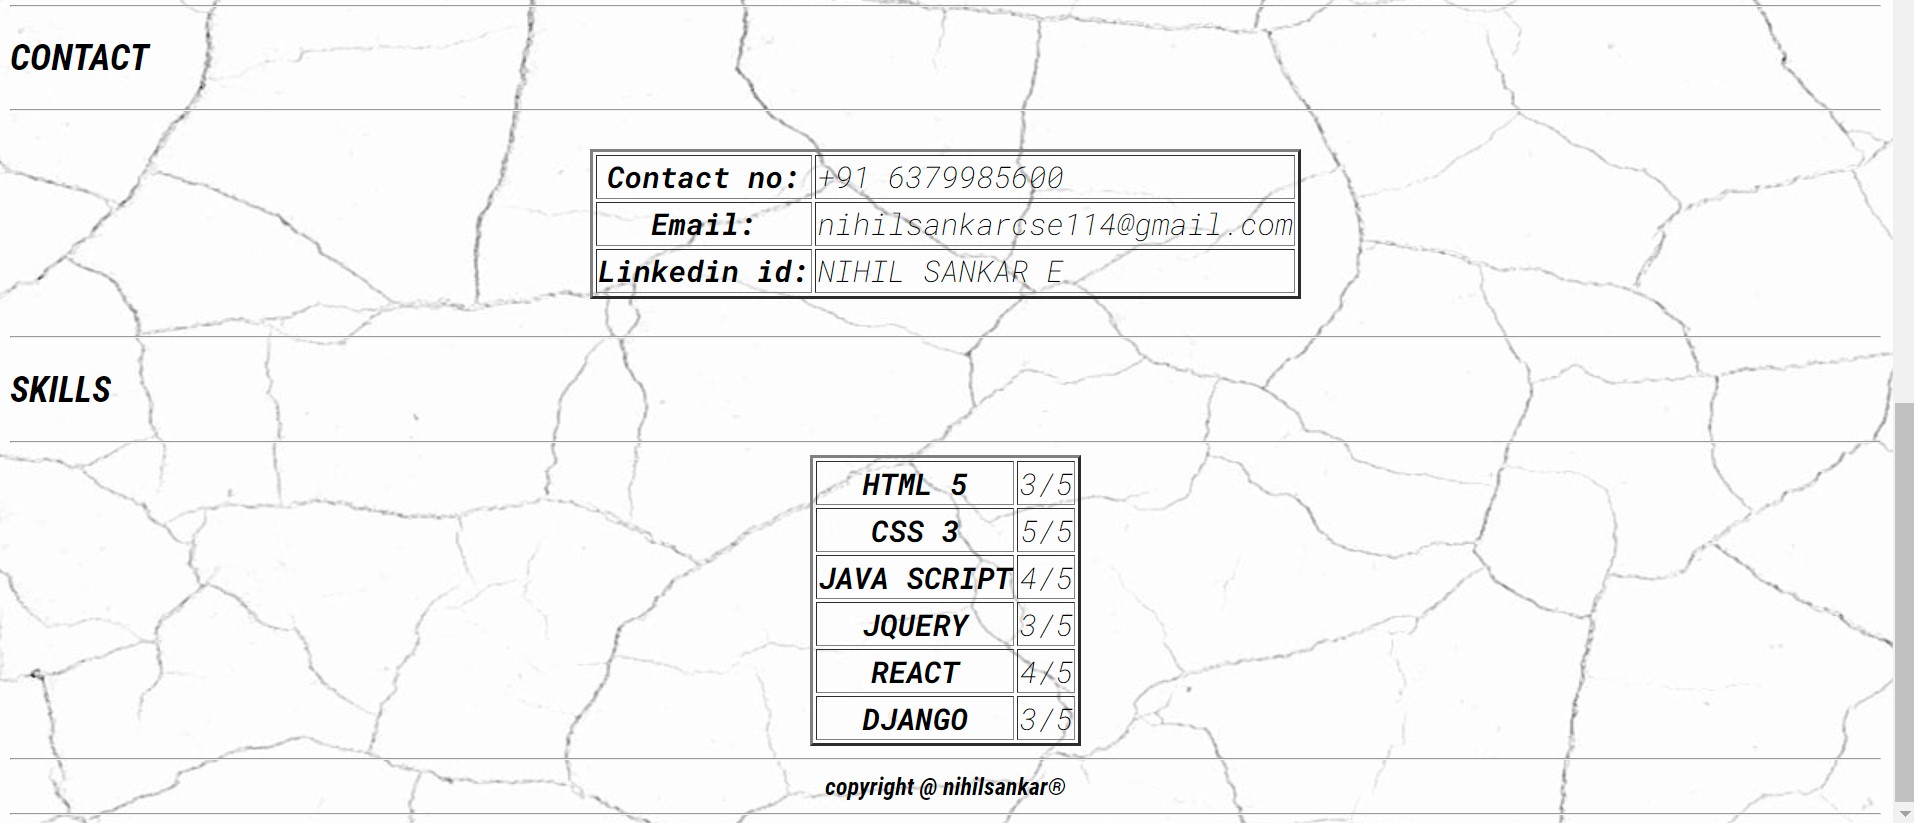 CONTACT
Contact no: +91 6379985600
Email: nihilsankarcse114@gmail.com
Linkedin id: NIHIL SANKAR E
SKILLS
HTML 5 3/5
CSS 3 5/5
JAVA SCRIPT 4/5
JQUERY 3/5
REACT 4/5
DJANGO 3/5
copyright @ nihilsankar®